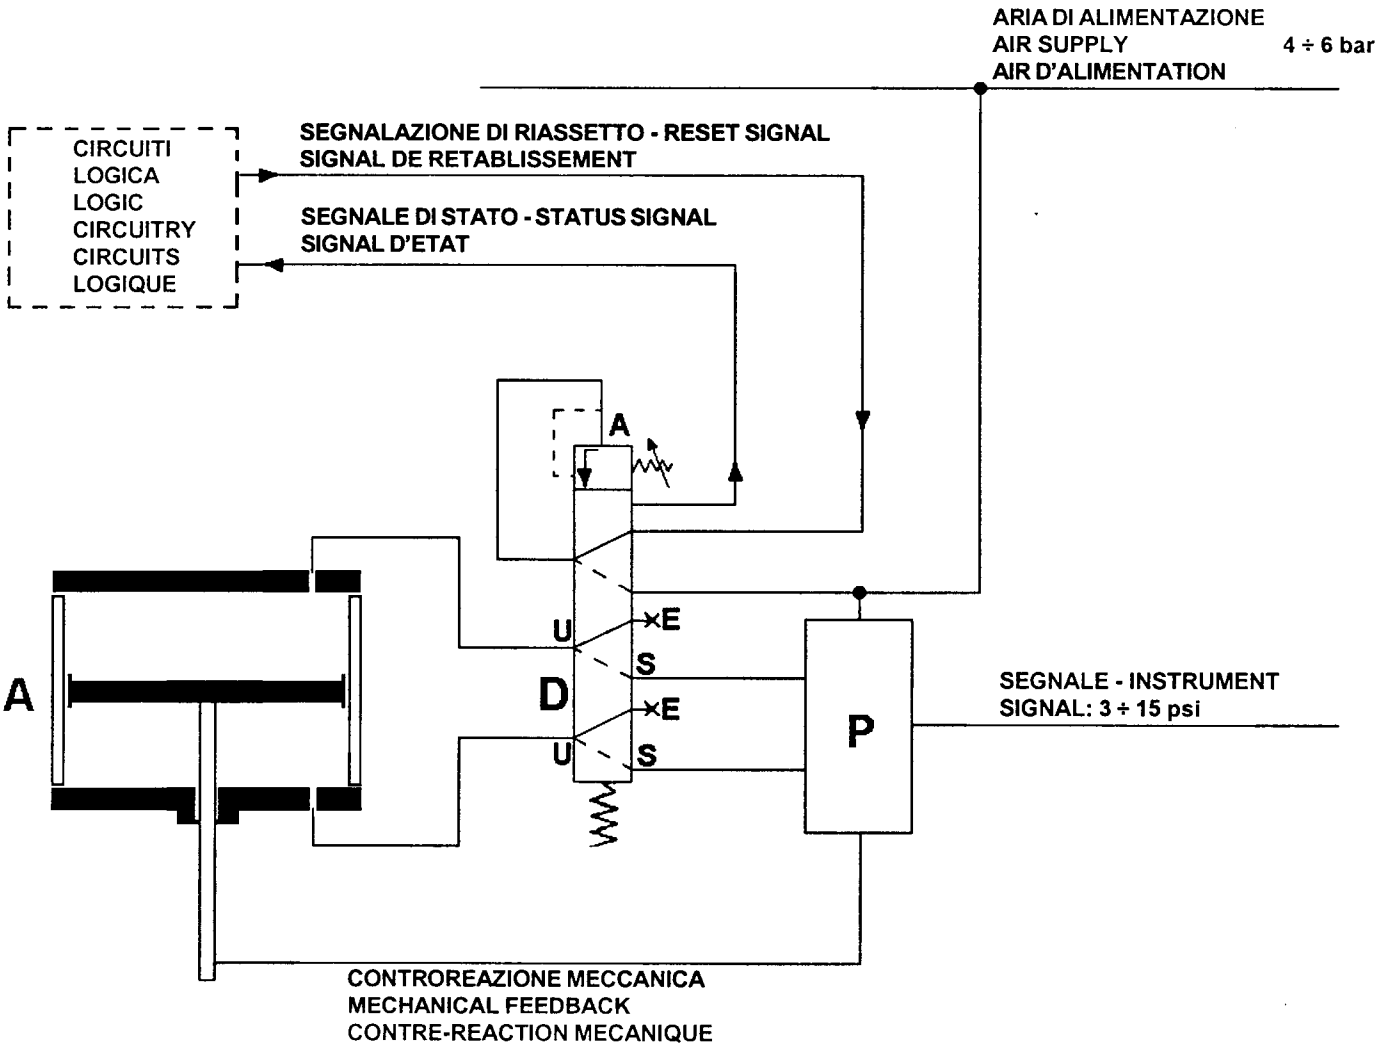 ARIA DI ALIMENTAZIONE
AIR SUPPLY 4 ÷ 6 bar
AIR D'ALIMENTATION
SEGNALAZIONE DI RIASSETTO - RESET SIGNAL
SIGNAL DE RETABLISSEMENT
CIRCUITI
LOGICA
LOGIC
CIRCUITRY
CIRCUITS
LOGIQUE
SEGNALE DI STATO - STATUS SIGNAL
SIGNAL D'ETAT
A
U
E
S
D
E
U
S
A
P
SEGNALE - INSTRUMENT
SIGNAL: 3 ÷ 15 psi
CONTROREAZIONE MECCANICA
MECHANICAL FEEDBACK
CONTRE-REACTION MECANIQUE